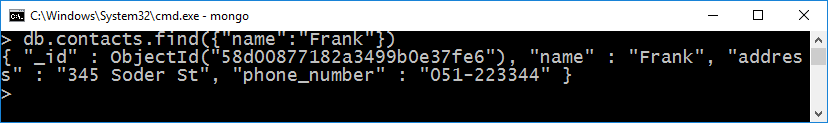 C:\Windows\System32\cmd.exe - mongo
> db.contacts.find({"name":"Frank"})
{ "_id" : ObjectId("58d00877182a3499b0e37fe6"), "name" : "Frank", "addres
s" : "345 Soder St", "phone_number" : "051-223344" }
>